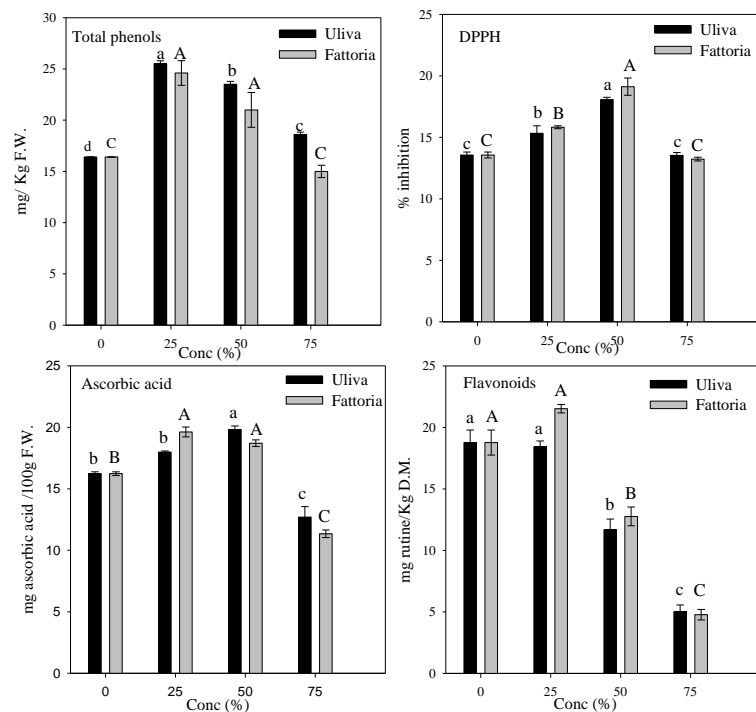 Total phenols
Uliva
Fattoria
mg/ Kg F.W.
30
25
20
15
10
5
0
d C
a A
b A
c C
0 25 50 75
Conc (%)
DPPH
Uliva
Fattoria
% inhibition
25
20
15
10
5
0
c C
b B
a A
c C
0 25 50 75
Conc (%)
Ascorbic acid
Uliva
Fattoria
mg ascorbic acid /100g F.W.
25
20
15
10
5
0
b B
b A
a A
c C
0 25 50 75
Conc (%)
Flavonoids
Uliva
Fattoria
mg rutine/Kg D.M.
25
20
15
10
5
0
a A
a A
b B
c C
0 25 50 75
Conc (%)